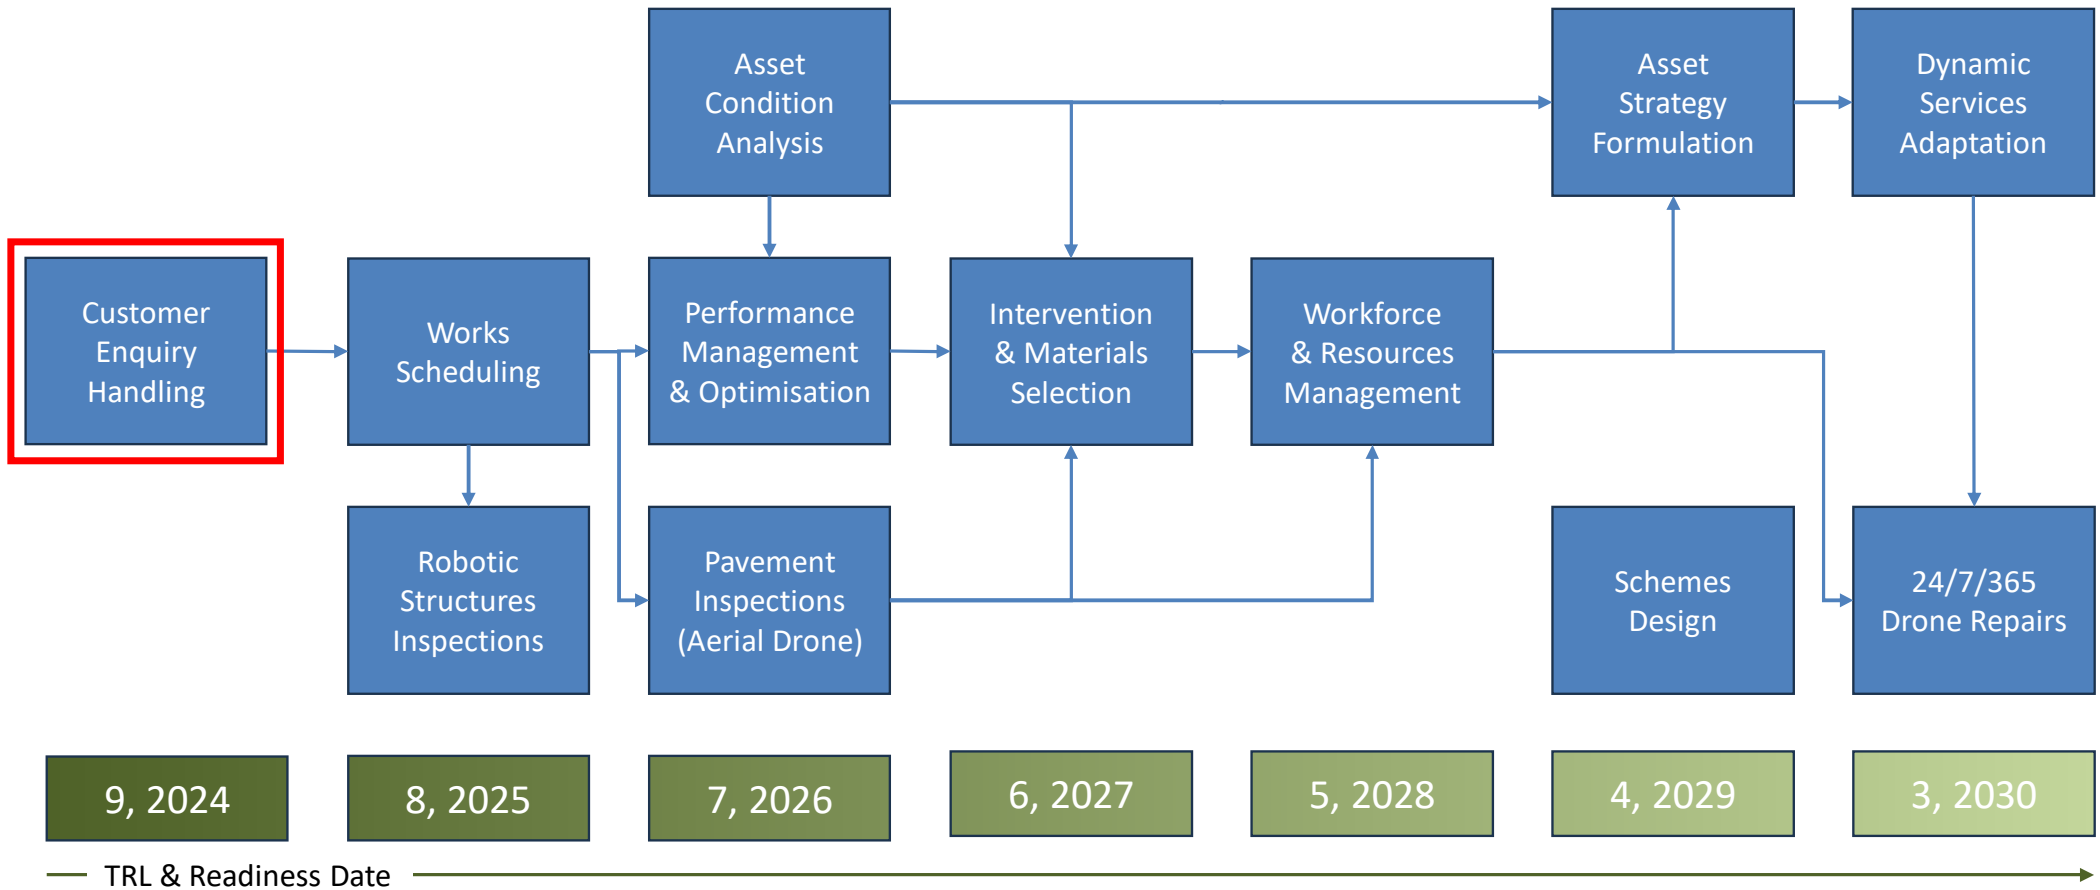 Asset
Condition
Analysis
Asset
Strategy
Formulation
Dynamic
Services
Adaptation
Customer
Enquiry
Handling
Works
Scheduling
Performance
Management
& Optimisation
Intervention
& Materials
Selection
Workforce
& Resources
Management
Robotic
Structures
Inspections
Pavement
Inspections
(Aerial Drone)
Schemes
Design
24/7/365
Drone Repairs
9, 2024
8, 2025
7, 2026
6, 2027
5, 2028
4, 2029
3, 2030
TRL & Readiness Date